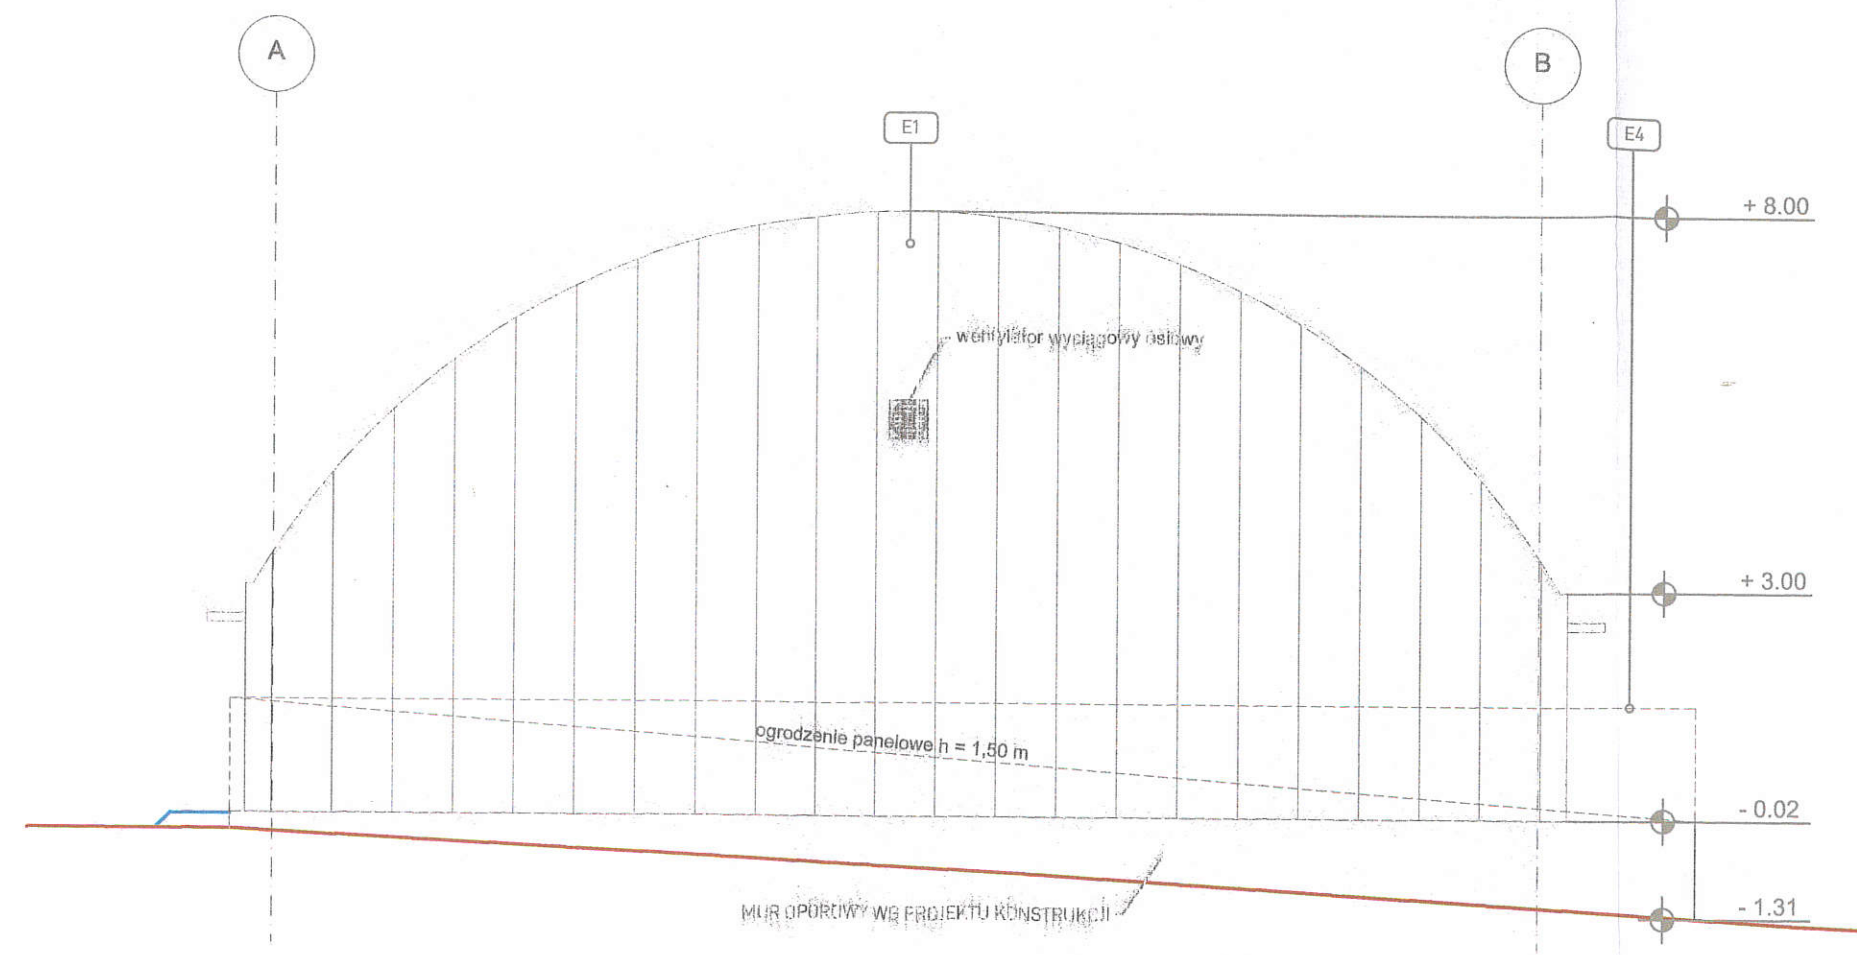 A
B
E1
E4
+ 8.00
wentylator wyciągowy osiowy
+ 3.00
ogrodzenie panelowe h = 1,50 m
- 0.02
MUR OPOROWY WG PROJEKTU KONSTRUKCJI
- 1.31